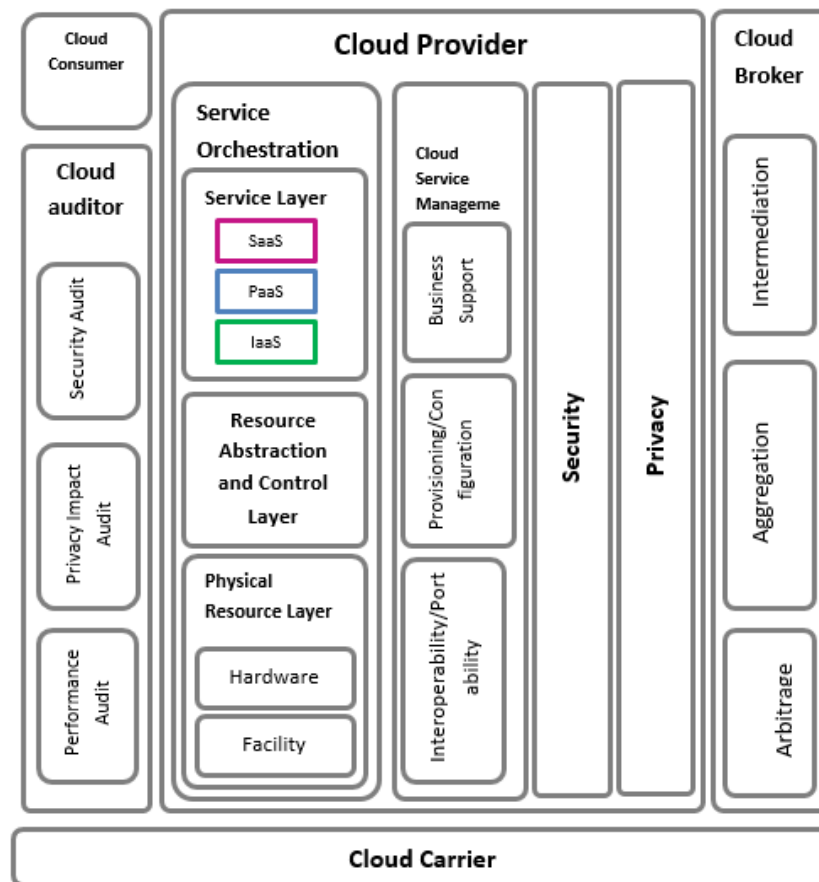 Cloud
Consumer
Cloud
auditor
Security Audit
Privacy Impact
Audit
Performance
Audit
Cloud Provider
Service
Orchestration
Service Layer
SaaS
PaaS
IaaS
Resource
Abstraction
and Control
Layer
Physical
Resource Layer
Hardware
Facility
Cloud
Service
Manageme
Business
Support
Provisioning/Con
figuration
Interoperability/Port
ability
Security
Privacy
Cloud
Broker
Intermediation
Aggregation
Arbitrage
Cloud Carrier